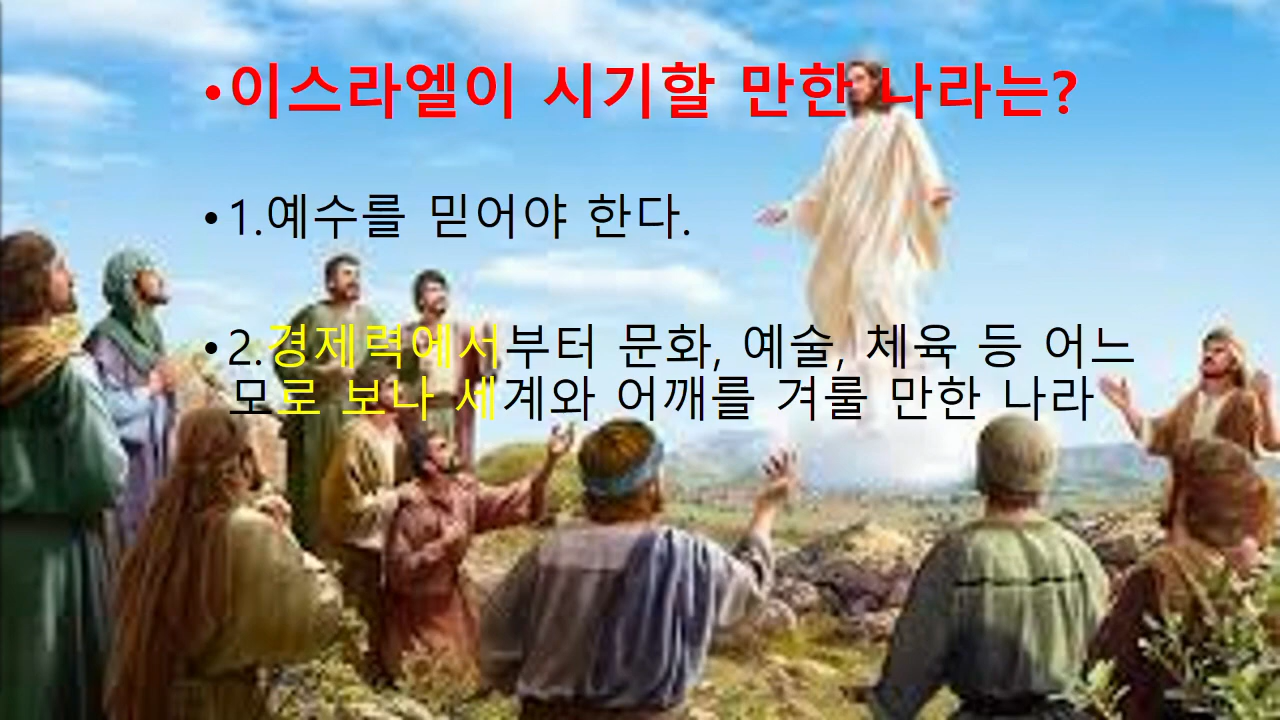 •이스라엘이 시기할 만한 나라는?
•1.예수를 믿어야 한다.
•2.경제력에서부터 문화, 예술, 체육 등 어느
모로 보나 세계와 어깨를 겨룰 만한 나라